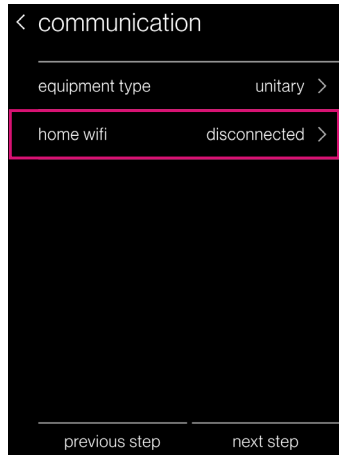 communication
equipment type unitary
home wifi disconnected
previous step next step